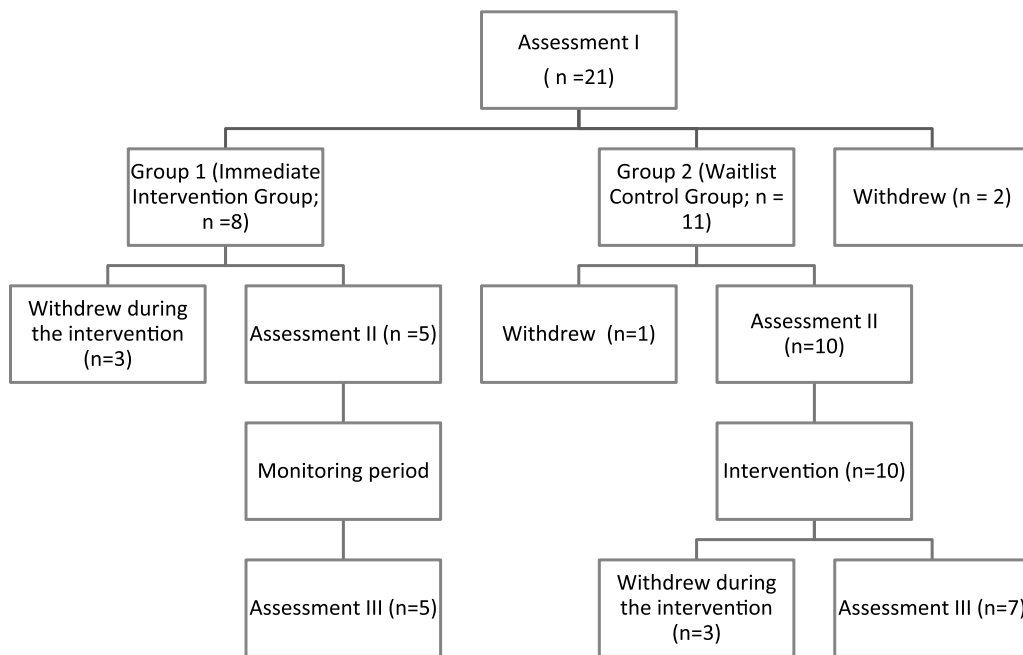 Assessment I
( n =21)
Group 1 (Immediate
Intervention Group;
n =8)
Group 2 (Waitlist
Control Group; n =
11)
Withdrew (n = 2)
Withdrew during
the intervention
(n=3)
Assessment II (n =5)
Withdrew (n=1)
Assessment II
(n=10)
Monitoring period
Intervention (n=10)
Assessment III (n=5)
Withdrew during
the intervention
(n=3)
Assessment III (n=7)